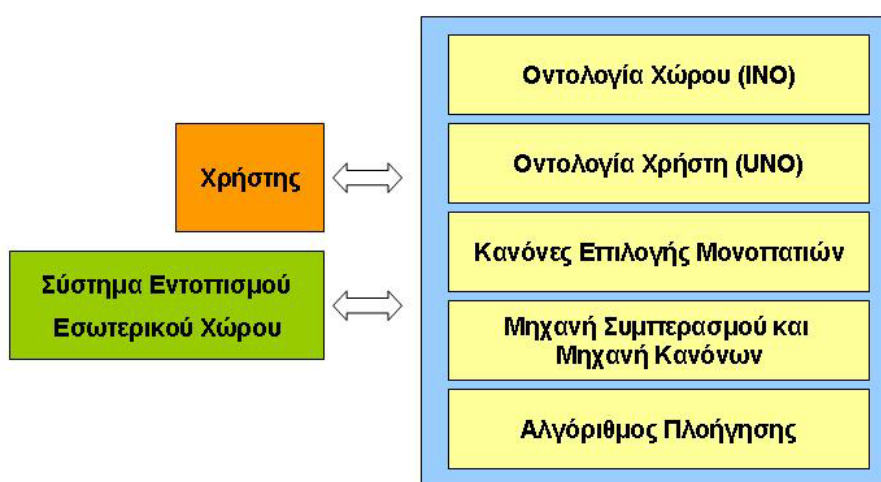 Χρήστης
Σύστημα Εντοπισμού
Εσωτερικού Χώρου
Οντολογία Χώρου (INO)
Οντολογία Χρήστη (UNO)
Κανόνες Επιλογής Μονοπατιών
Μηχανή Συμπερασμού και
Μηχανή Κανόνων
Αλγόριθμος Πλοήγησης